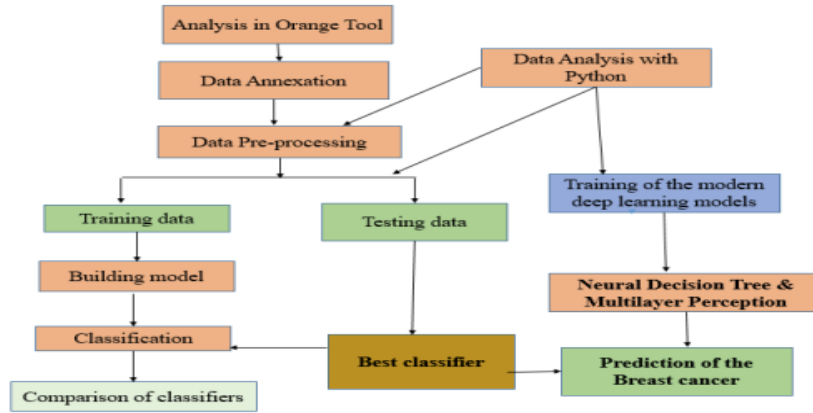 Analysis in Orange Tool
Data Annexation
Data Analysis with
Python
Data Pre-processing
Training data
Testing data
Training of the modern
deep learning models
Building model
Neural Decision Tree &
Multilayer Perception
Classification
Best classifier
Prediction of the
Breast cancer
Comparison of classifiers